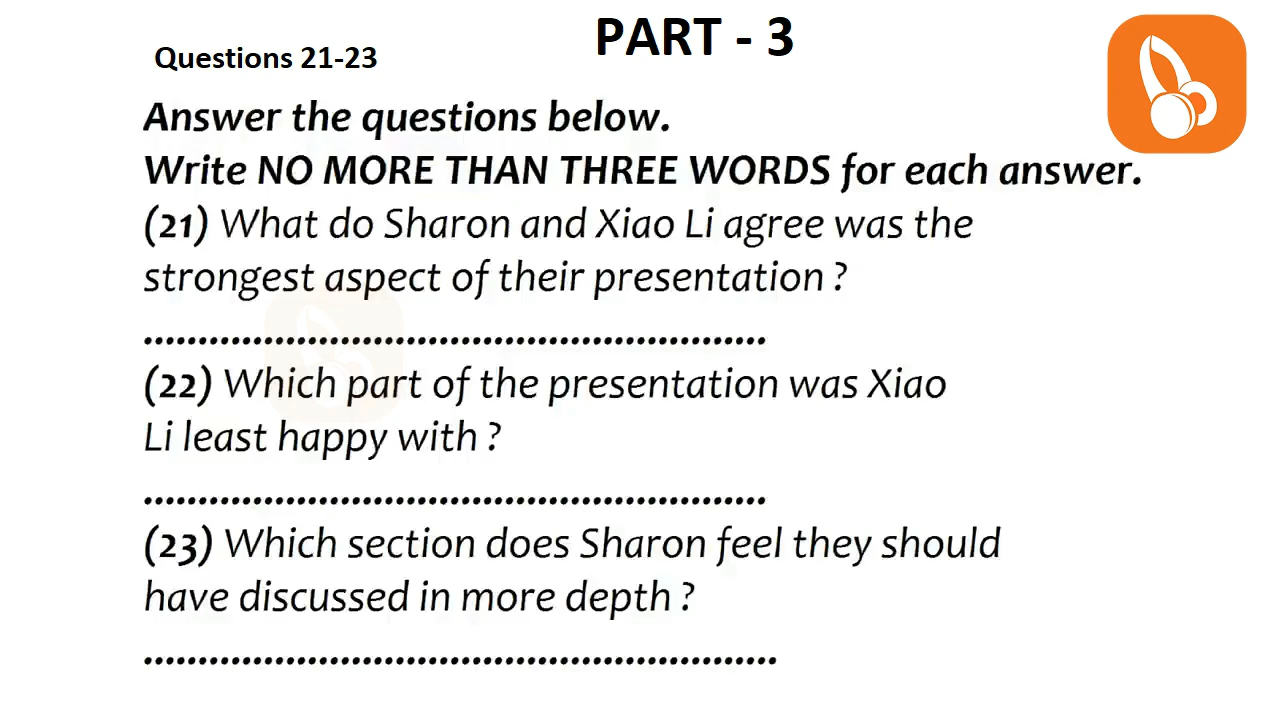 PART - 3
Questions 21-23
Answer the questions below.
Write NO MORE THAN THREE WORDS for each answer.
(21) What do Sharon and Xiao Li agree was the
strongest aspect of their presentation ?
..........................................................
(22) Which part of the presentation was Xiao
Li least happy with ?
..........................................................
(23) Which section does Sharon feel they should
have discussed in more depth ?
...........................................................